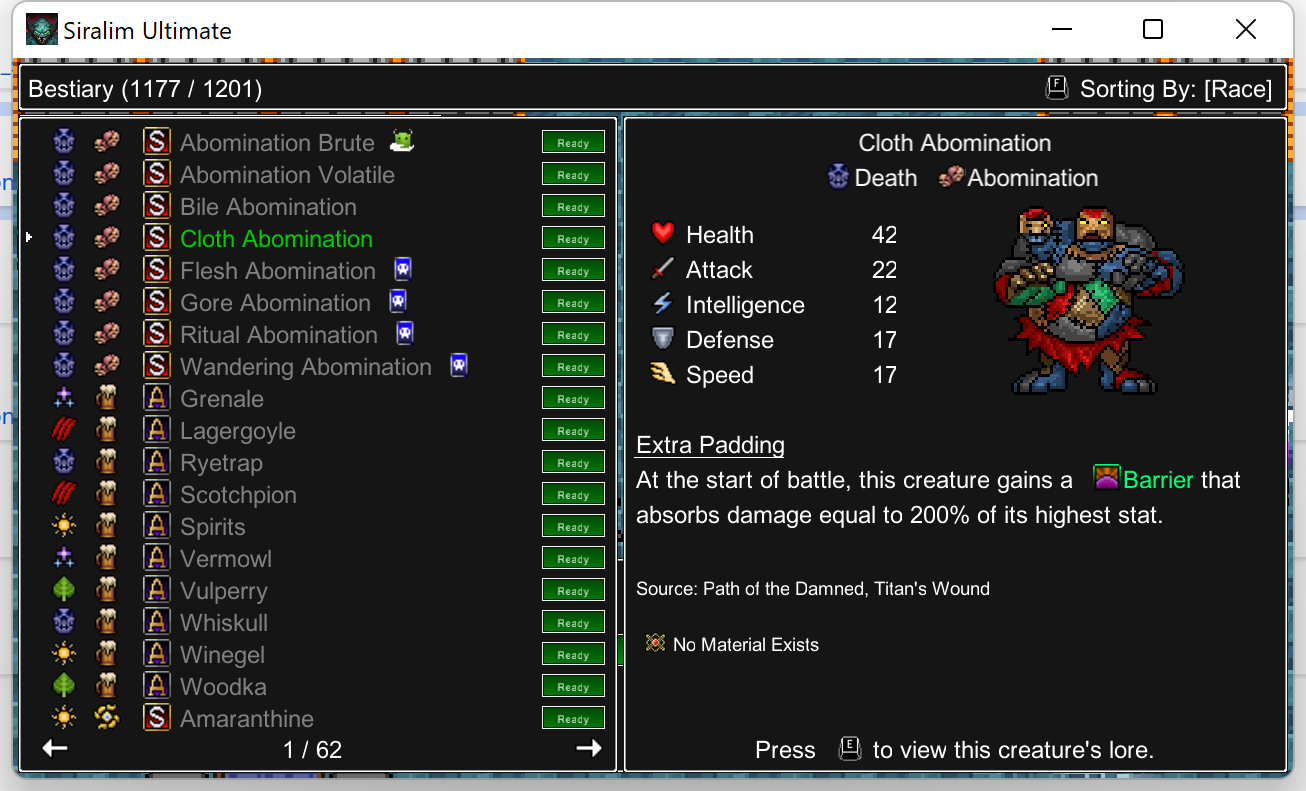 Siralim Ultimate
Bestiary (1177 / 1201)
F Sorting By: [Race]
S Abomination Brute Ready
S Abomination Volatile Ready
S Bile Abomination Ready
S Cloth Abomination Ready
S Flesh Abomination Ready
S Gore Abomination Ready
S Ritual Abomination Ready
S Wandering Abomination Ready
A Grenale Ready
A Lagergoyle Ready
A Ryetrap Ready
A Scotchpion Ready
A Spirits Ready
A Vermowl Ready
A Vulperry Ready
A Whiskull Ready
A Winegel Ready
A Woodka Ready
S Amaranthine Ready
1 / 62
Cloth Abomination
Death Abomination
Health 42
Attack 22
Intelligence 12
Defense 17
Speed 17
Extra Padding
At the start of battle, this creature gains a Barrier that
absorbs damage equal to 200% of its highest stat.
Source: Path of the Damned, Titan's Wound
No Material Exists
Press E to view this creature's lore.